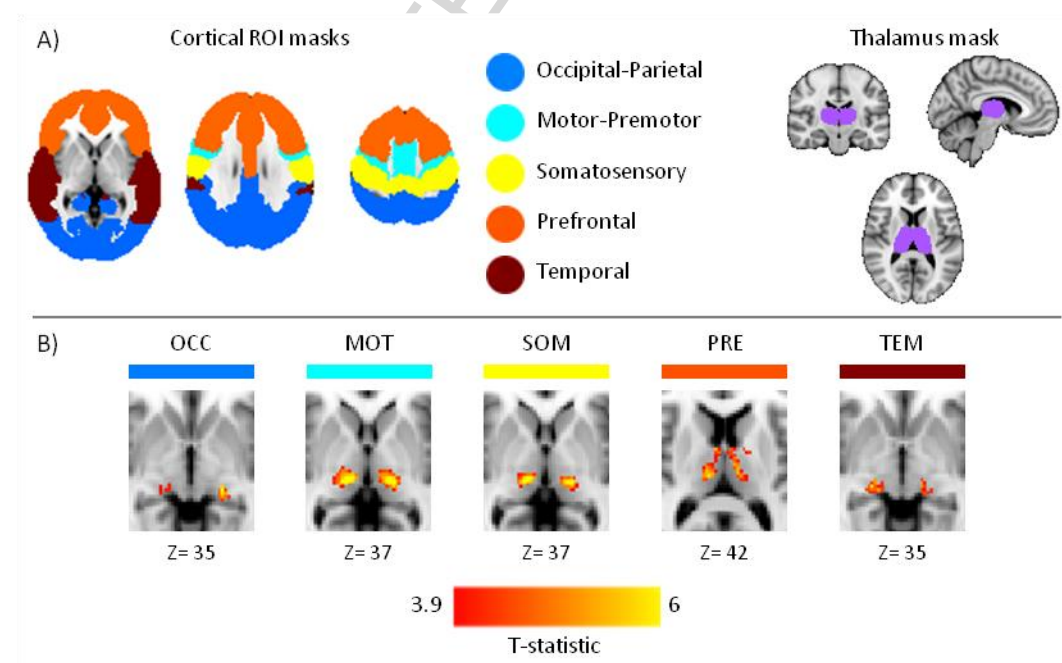 A)
Cortical ROI masks
Thalamus mask
Occipital-Parietal
Motor-Premotor
Somatosensory
Prefrontal
Temporal
B)
OCC MOT SOM PRE TEM
Z= 35 Z= 37 Z= 37 Z= 42 Z= 35
3.9 6
T-statistic